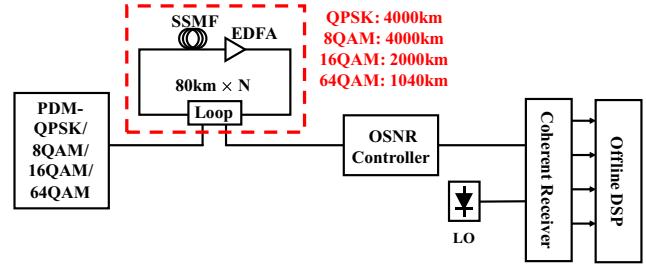 SSMF
EDFA
80km × N
Loop
QPSK: 4000km
8QAM: 4000km
16QAM: 2000km
64QAM: 1040km
PDM-
QPSK/
8QAM/
16QAM/
64QAM
OSNR
Controller
LO
Coherent Receiver
Offline DSP